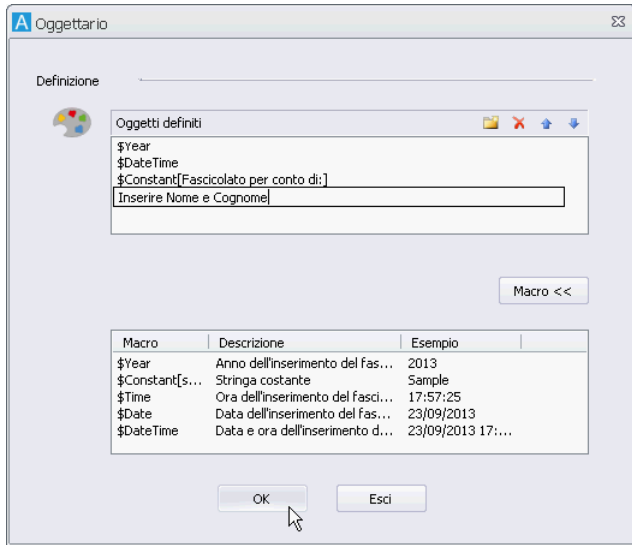 A Oggettario
Definizione
Oggetti definiti
$Year
$DateTime
$Constant[Fascicolato per conto di:]
Inserire Nome e Cognome
Macro <<
Macro Descrizione Esempio
$Year Anno dell'inserimento del fas... 2013
$Constant[s... Stringa costante Sample
$Time Ora dell'inserimento del fasci... 17:57:25
$Date Data dell'inserimento del fas... 23/09/2013
$DateTime Data e ora dell'inserimento d... 23/09/2013 17:...
OK Esci